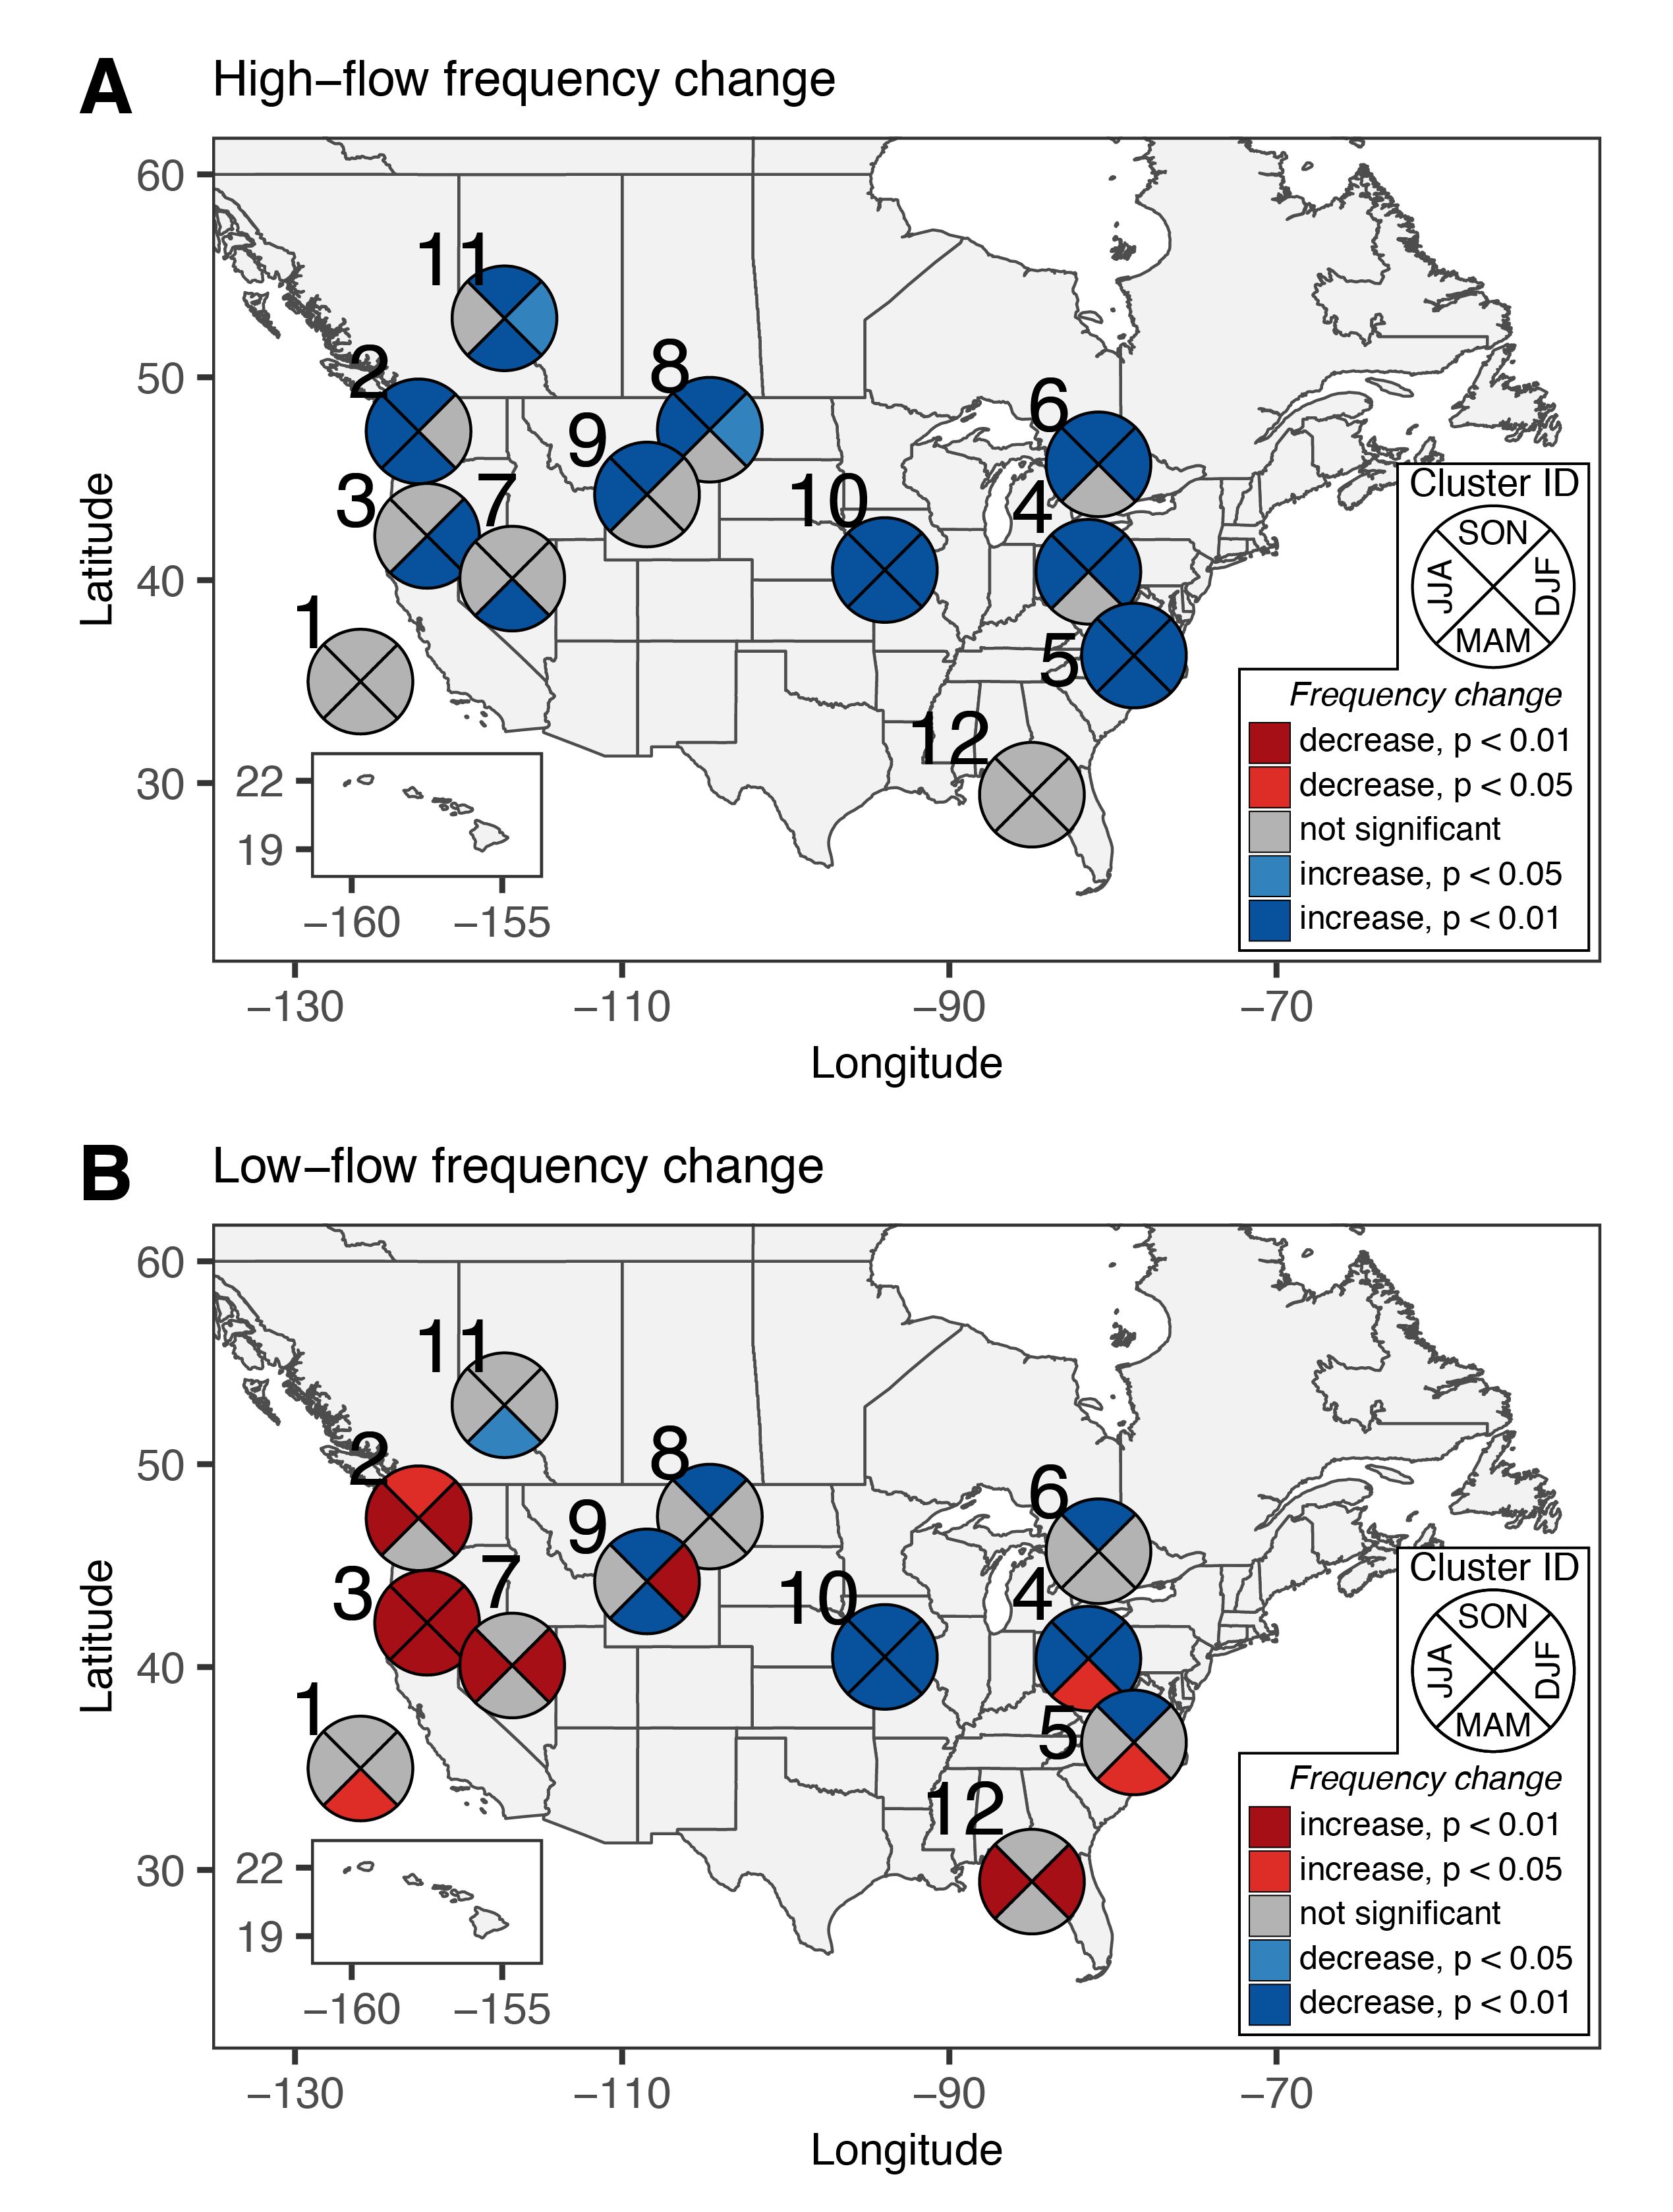 A High−flow frequency change
60
50
40
30
Latitude
11
2
8
9
6
3
7
10
4
1
5
12
22
19
−160 −155
Cluster ID
SON
JJA
DJF
MAM
Frequency change
decrease, p < 0.01
decrease, p < 0.05
not significant
increase, p < 0.05
increase, p < 0.01
−130 −110 −90 −70
Longitude
B Low−flow frequency change
60
50
40
30
Latitude
11
2
8
9
6
3
7
10
4
1
5
12
22
19
−160 −155
Cluster ID
SON
JJA
DJF
MAM
Frequency change
increase, p < 0.01
increase, p < 0.05
not significant
decrease, p < 0.05
decrease, p < 0.01
−130 −110 −90 −70
Longitude